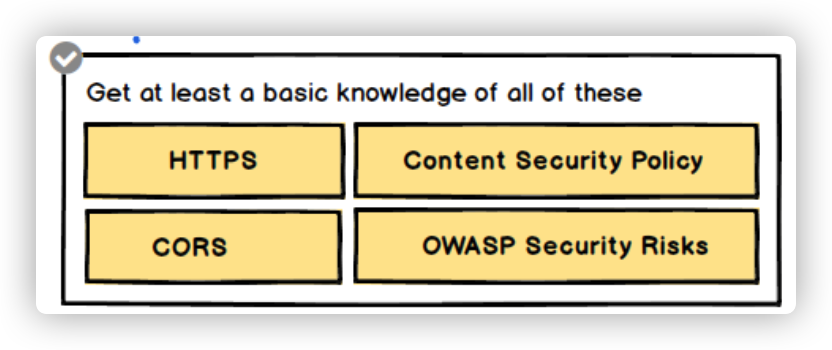 Get at least a basic knowledge of all of these
HTTPS
Content Security Policy
CORS
OWASP Security Risks